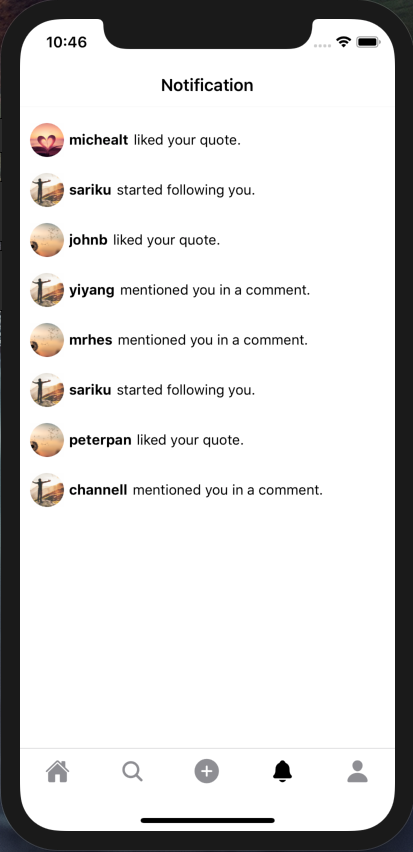 10:46
Notification
michealt liked your quote.
sariku started following you.
johnb liked your quote.
yiyang mentioned you in a comment.
mrhes mentioned you in a comment.
sariku started following you.
peterpan liked your quote.
channell mentioned you in a comment.